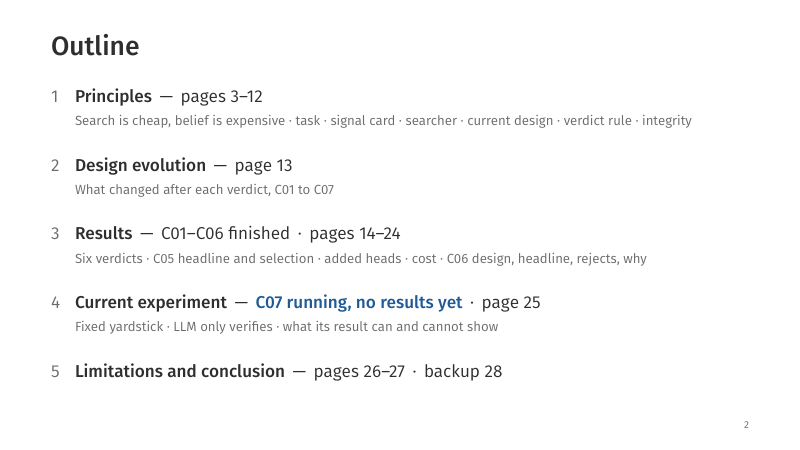 Outline
1 Principles — pages 3–12
Search is cheap, belief is expensive · task · signal card · searcher · current design · verdict rule · integrity
2 Design evolution — page 13
What changed after each verdict, C01 to C07
3 Results — C01–C06 finished · pages 14–24
Six verdicts · C05 headline and selection · added heads · cost · C06 design, headline, rejects, why
4 Current experiment — C07 running, no results yet · page 25
Fixed yardstick · LLM only verifies · what its result can and cannot show
5 Limitations and conclusion — pages 26–27 · backup 28
2